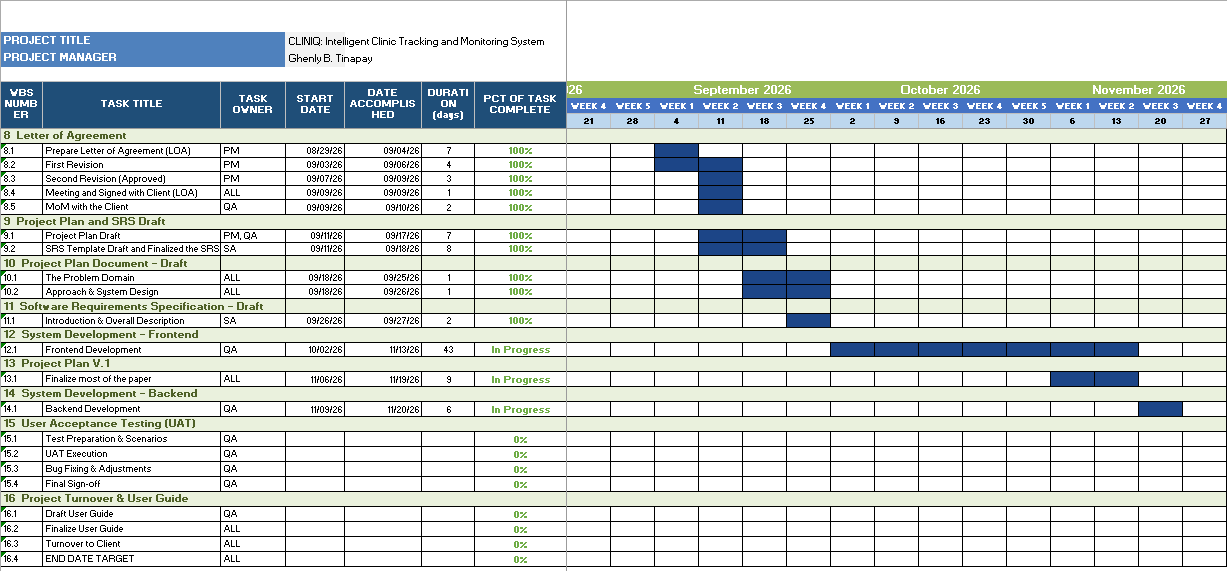 PROJECT TITLE CLINIQ: Intelligent Clinic Tracking and Monitoring System
PROJECT MANAGER Ghenly B. Tinapay
WBS NUMBER TASK TITLE TASK OWNER START DATE DATE ACCOMPLISHED DURATION (days) PCT OF TASK COMPLETE
26 September 2026 October 2026 November 2026
WEEK 4 WEEK 5 WEEK 1 WEEK 2 WEEK 3 WEEK 4 WEEK 1 WEEK 2 WEEK 3 WEEK 4 WEEK 5 WEEK 1 WEEK 2 WEEK 3 WEEK 4
21 28 4 11 18 25 2 9 16 23 30 6 13 20 27
8 Letter of Agreement
8.1 Prepare Letter of Agreement (LOA) PM 08/29/26 09/04/26 7 100%
8.2 First Revision PM 09/03/26 09/06/26 4 100%
8.3 Second Revision (Approved) PM 09/07/26 09/09/26 3 100%
8.4 Meeting and Signed with Client (LOA) ALL 09/09/26 09/09/26 1 100%
8.5 MoM with the Client QA 09/09/26 09/10/26 2 100%
9 Project Plan and SRS Draft
9.1 Project Plan Draft PM, QA 09/11/26 09/17/26 7 100%
9.2 SRS Template Draft and Finalized the SRS SA 09/11/26 09/18/26 8 100%
10 Project Plan Document - Draft
10.1 The Problem Domain ALL 09/18/26 09/25/26 1 100%
10.2 Approach & System Design ALL 09/18/26 09/26/26 1 100%
11 Software Requirements Specification - Draft
11.1 Introduction & Overall Description SA 09/26/26 09/27/26 2 100%
12 System Development - Frontend
12.1 Frontend Development QA 10/02/26 11/13/26 43 In Progress
13 Project Plan V.1
13.1 Finalize most of the paper ALL 11/06/26 11/19/26 9 In Progress
14 System Development - Backend
14.1 Backend Development QA 11/09/26 11/20/26 6 In Progress
15 User Acceptance Testing (UAT)
15.1 Test Preparation & Scenarios QA 0%
15.2 UAT Execution QA 0%
15.3 Bug Fixing & Adjustments QA 0%
15.4 Final Sign-off QA 0%
16 Project Turnover & User Guide
16.1 Draft User Guide QA 0%
16.2 Finalize User Guide ALL 0%
16.3 Turnover to Client ALL 0%
16.4 END DATE TARGET ALL 0%